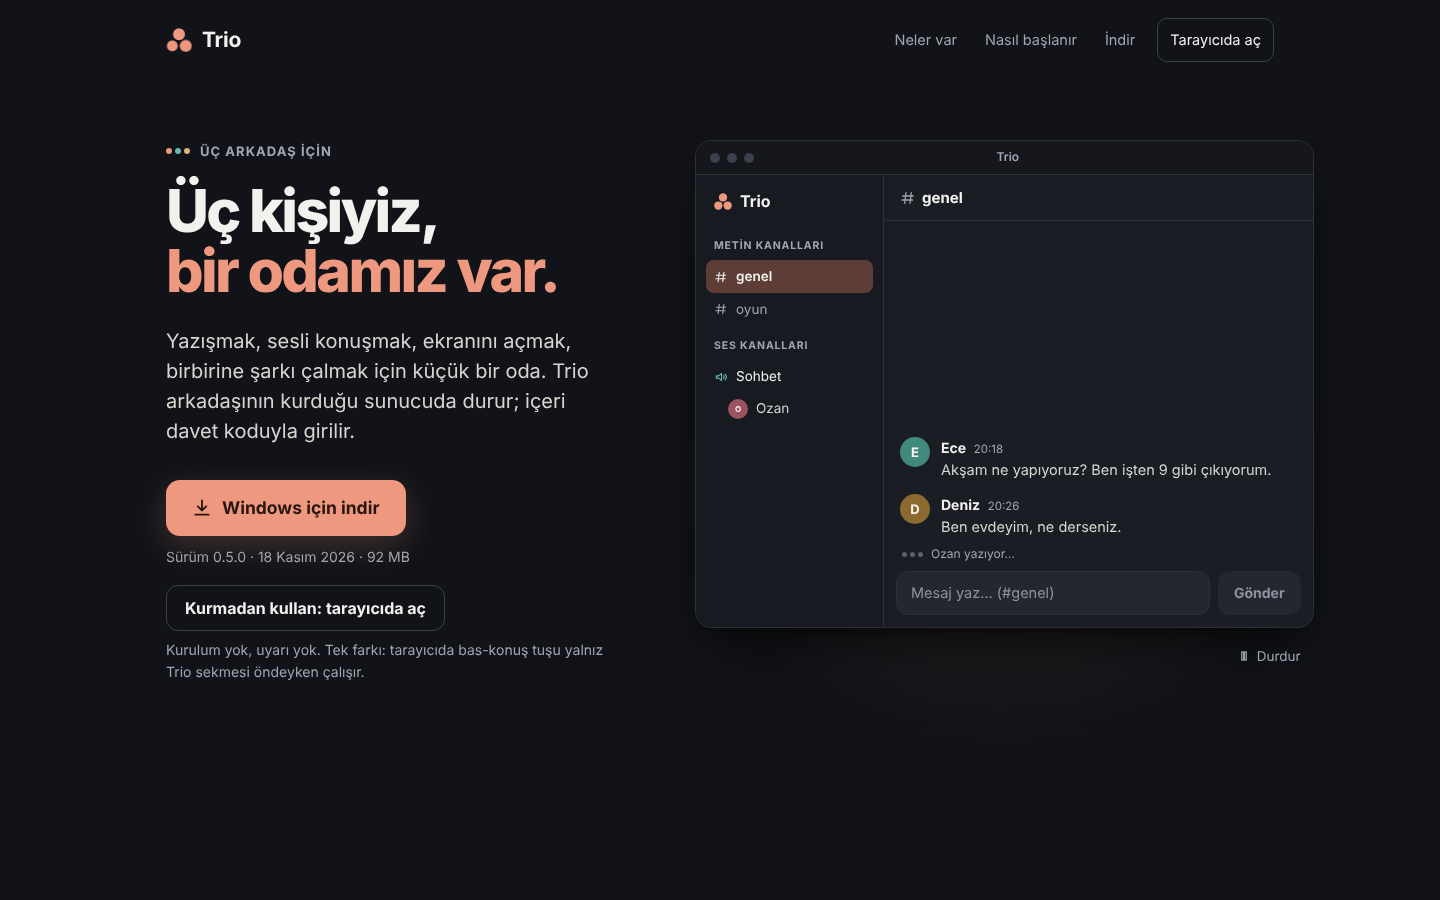 Trio
Neler var
Nasıl başlanır
İndir
Tarayıcıda aç
ÜÇ ARKADAŞ İÇİN
Üç kişiyiz,
bir odamız var.
Yazışmak, sesli konuşmak, ekranını açmak,
birbirine şarkı çalmak için küçük bir oda. Trio
arkadaşının kurduğu sunucuda durur; içeri
davet koduyla girilir.
Windows için indir
Sürüm 0.5.0 · 18 Kasım 2026 · 92 MB
Kurmadan kullan: tarayıcıda aç
Kurulum yok, uyarı yok. Tek farkı: tarayıcıda bas-konuş tuşu yalnız
Trio sekmesi öndeyken çalışır.
Trio
Trio
METİN KANALLARI
# genel
# oyun
SES KANALLARI
Sohbet
O Ozan
# genel
E
Ece 20:18
Akşam ne yapıyoruz? Ben işten 9 gibi çıkıyorum.
D
Deniz 20:26
Ben evdeyim, ne derseniz.
Ozan yazıyor...
Mesaj yaz... (#genel)
Gönder
Durdur